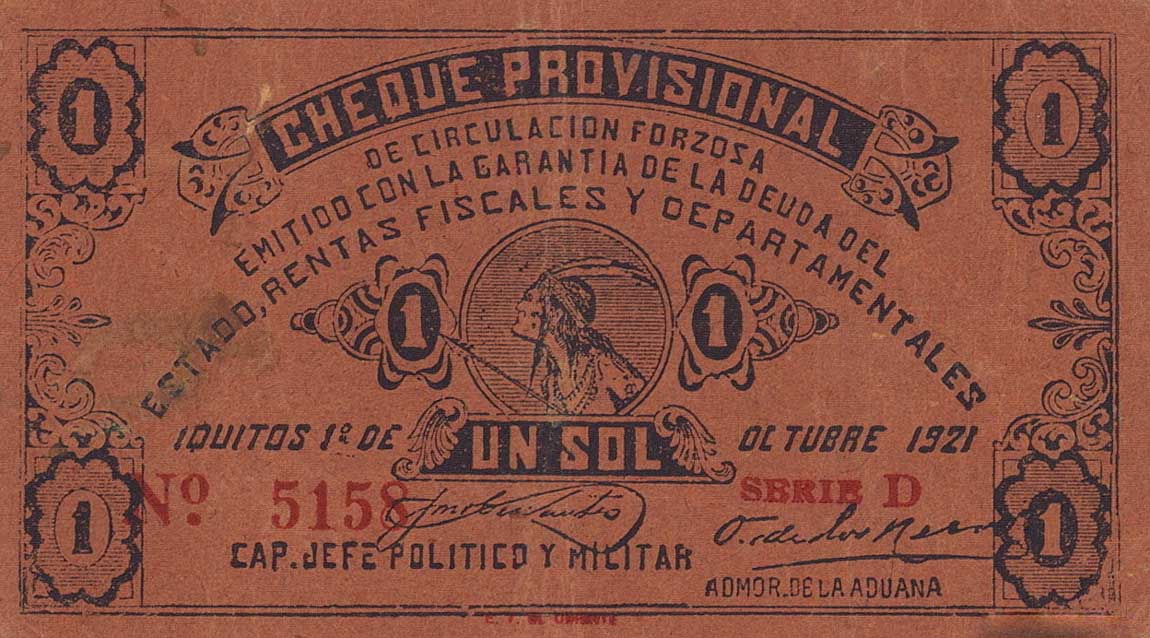 1 1
CHEQUE PROVISIONAL
DE CIRCULACION FORZOSA
EMITIDO CON LA GARANTIA DE LA DEUDA DEL
ESTADO, RENTAS FISCALES Y DEPARTAMENTALES
1 1
IQUITOS 1º DE UN SOL OCTUBRE 1921
Nº. 5158 SERIE D
1 1
CAP. JEFE POLITICO Y MILITAR
ADMOR. DE LA ADUANA